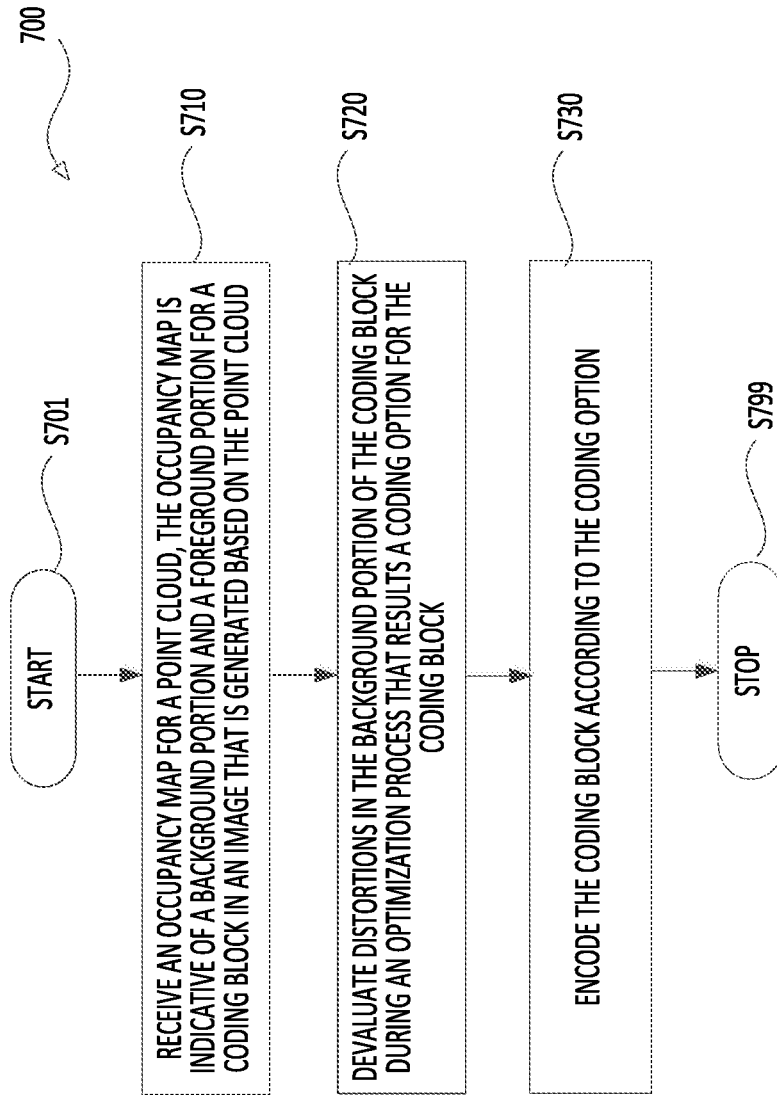 700
START
S701
RECEIVE AN OCCUPANCY MAP FOR A POINT CLOUD, THE OCCUPANCY MAP IS
INDICATIVE OF A BACKGROUND PORTION AND A FOREGROUND PORTION FOR A
CODING BLOCK IN AN IMAGE THAT IS GENERATED BASED ON THE POINT CLOUD
S710
DEVALUATE DISTORTIONS IN THE BACKGROUND PORTION OF THE CODING BLOCK
DURING AN OPTIMIZATION PROCESS THAT RESULTS A CODING OPTION FOR THE
CODING BLOCK
S720
ENCODE THE CODING BLOCK ACCORDING TO THE CODING OPTION
S730
STOP
S799